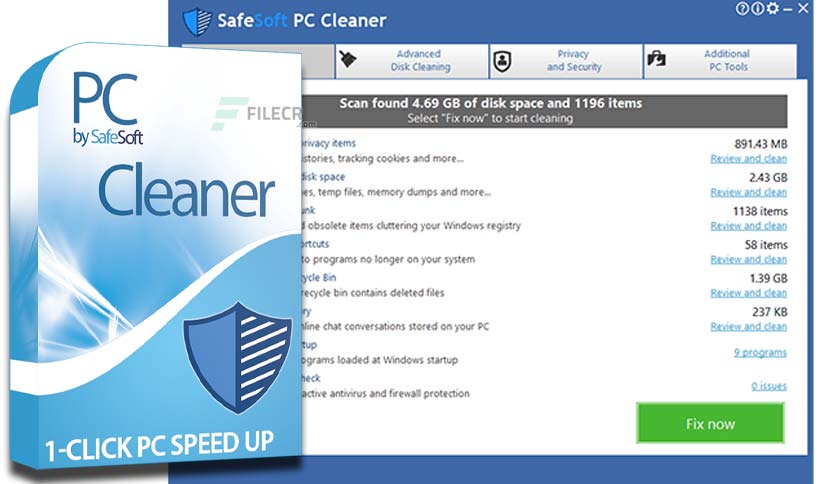 SafeSoft PC Cleaner
PC
by SafeSoft
Cleaner
1-CLICK PC SPEED UP
FILECR
.com
Advanced
Disk Cleaning
Privacy
and Security
Additional
PC Tools
Scan found 4.69 GB of disk space and 1196 items
Select "Fix now" to start cleaning
privacy items
891.43 MB
istories, tracking cookies and more...
Review and clean
disk space
2.43 GB
es, temp files, memory dumps and more...
Review and clean
unk
1138 items
d obsolete items cluttering your Windows registry
Review and clean
ortcuts
58 items
to programs no longer on your system
Review and clean
ycle Bin
1.39 GB
recycle bin contains deleted files
Review and clean
ry
237 KB
nline chat conversations stored on your PC
Review and clean
tup
ograms loaded at Windows startup
9 programs
heck
active antivirus and firewall protection
0 issues
Fix now